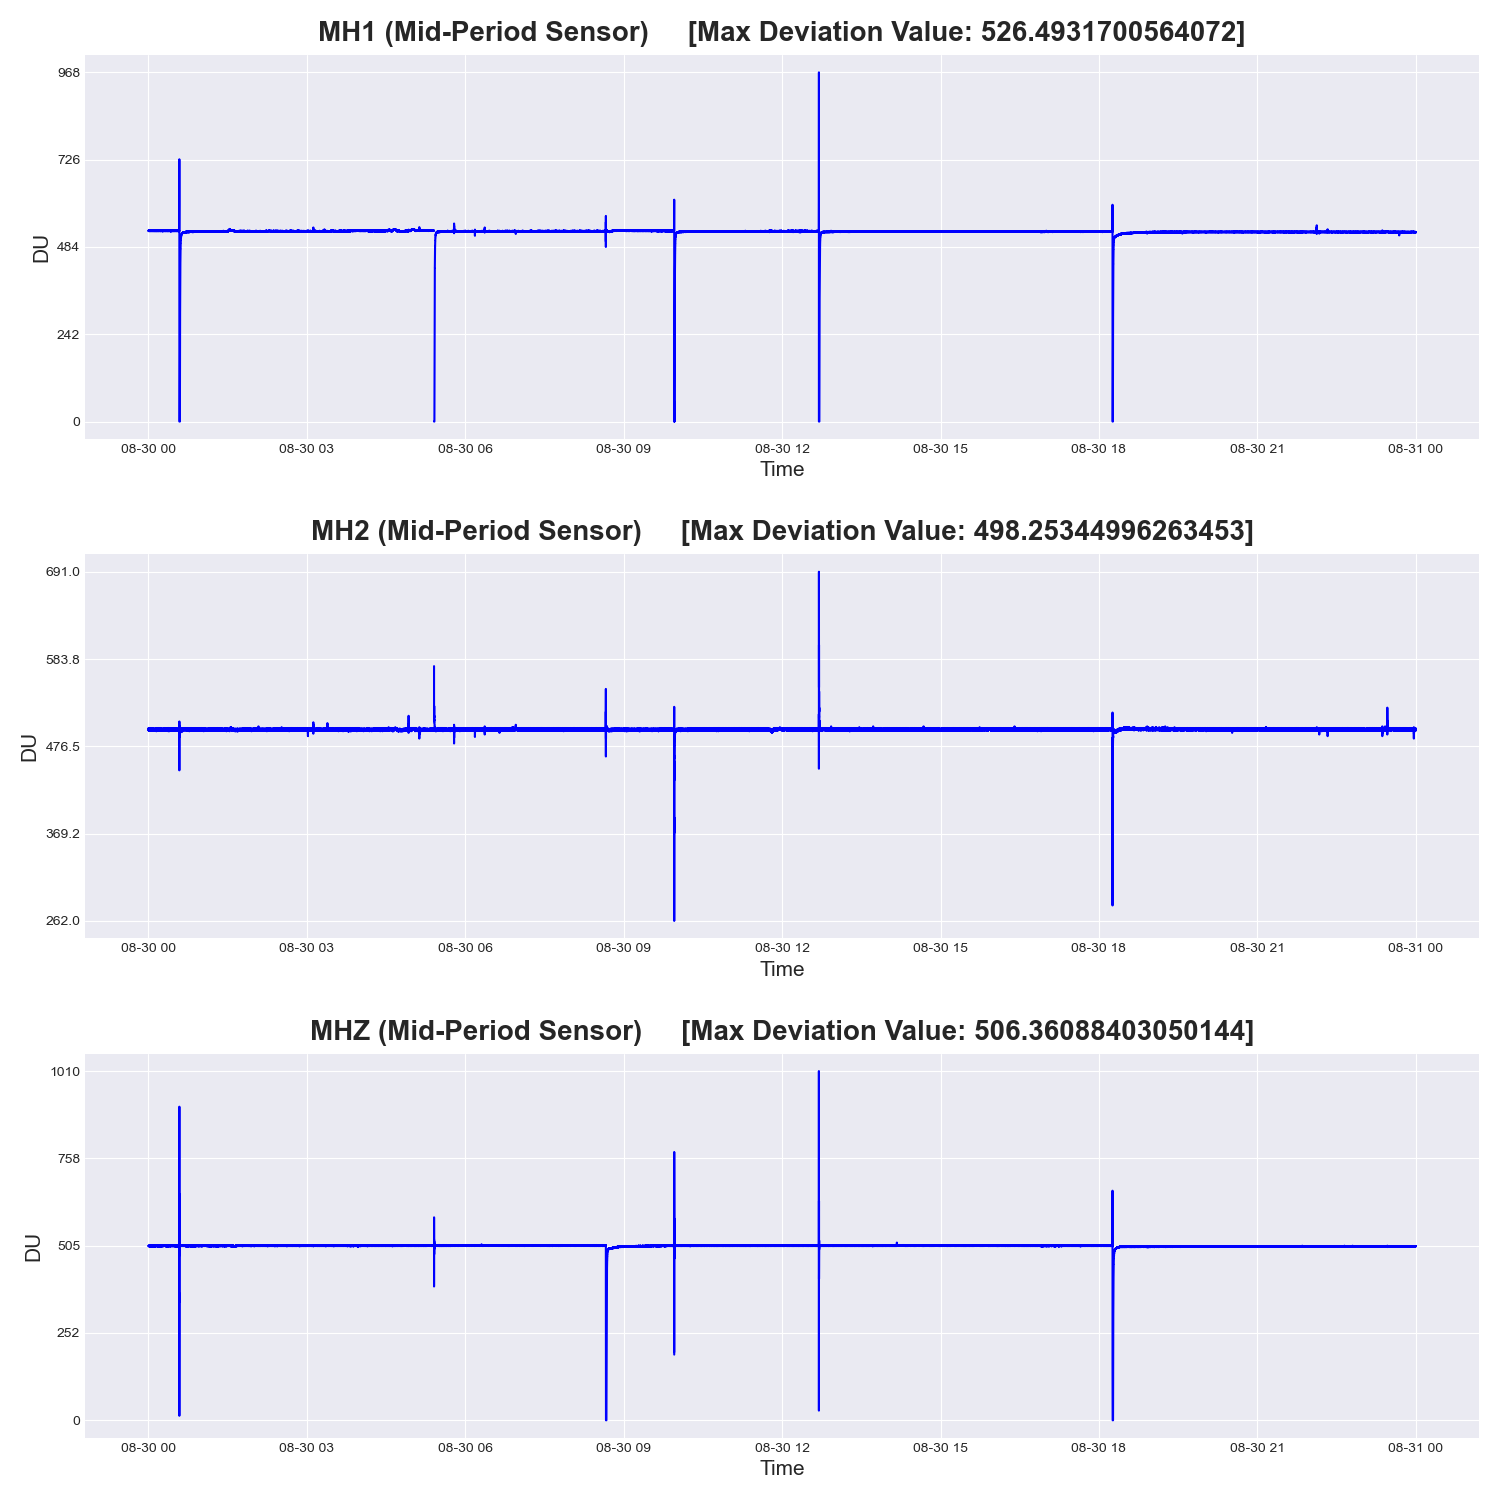 MH1 (Mid-Period Sensor) [Max Deviation Value: 526.4931700564072]
968
726
484
242
0
DU
08-30 00 08-30 03 08-30 06 08-30 09 08-30 12 08-30 15 08-30 18 08-30 21 08-31 00
Time
MH2 (Mid-Period Sensor) [Max Deviation Value: 498.25344996263453]
691.0
583.8
476.5
369.2
262.0
DU
08-30 00 08-30 03 08-30 06 08-30 09 08-30 12 08-30 15 08-30 18 08-30 21 08-31 00
Time
MHZ (Mid-Period Sensor) [Max Deviation Value: 506.36088403050144]
1010
758
505
252
0
DU
08-30 00 08-30 03 08-30 06 08-30 09 08-30 12 08-30 15 08-30 18 08-30 21 08-31 00
Time